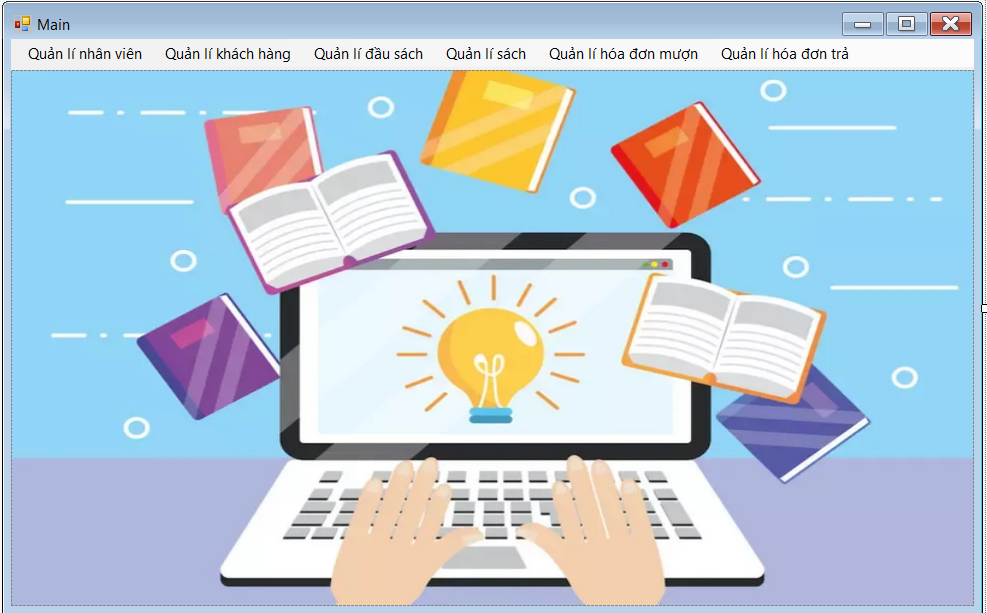 Main
Quản lí nhân viên Quản lí khách hàng Quản lí đầu sách Quản lí sách Quản lí hóa đơn mượn Quản lí hóa đơn trả